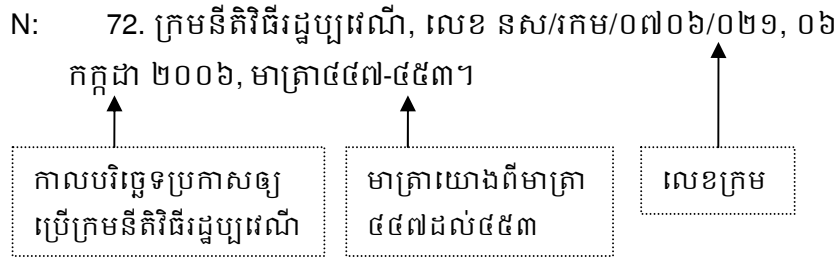 N: 72. ក្រមនីតិវិធីរដ្ឋប្បវេណី, លេខ នស/រកម/០៧០៦/០២១, ០៦
កក្កដា ២០០៦, មាត្រា៤៤៧-៤៥៣។
កាលបរិច្ឆេទប្រកាសឲ្យ
ប្រើក្រមនីតិវិធីរដ្ឋប្បវេណី
មាត្រាយោងពីមាត្រា
៤៤៧ដល់៤៥៣
លេខក្រម